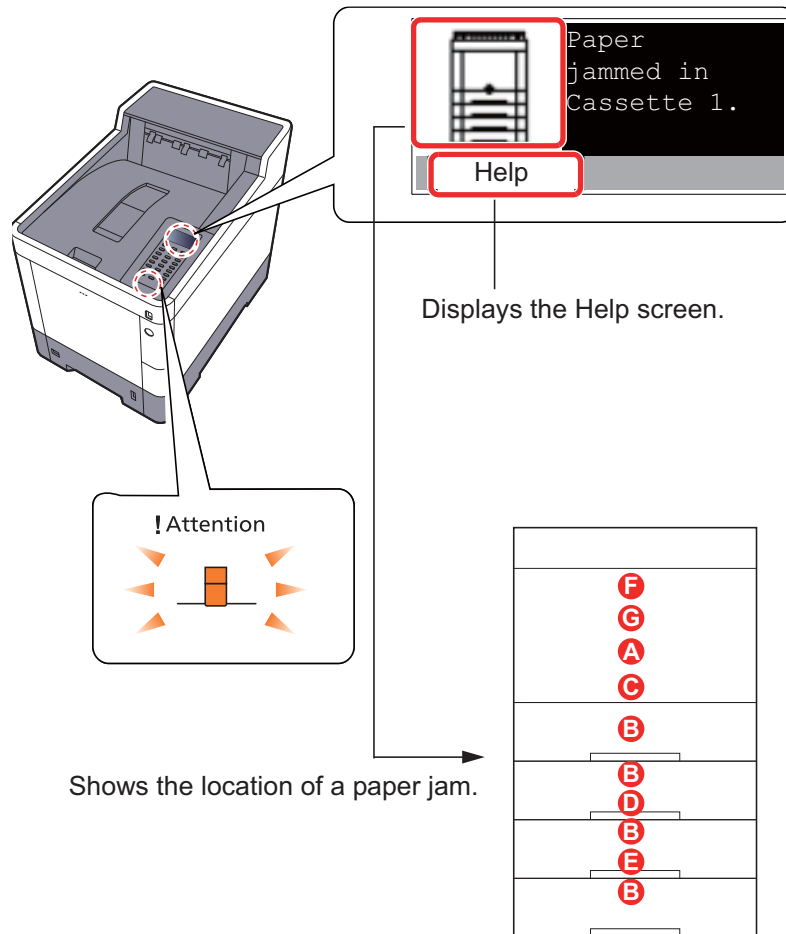 Paper
jammed in
Cassette 1.
Help
Displays the Help screen.
! Attention
F
G
A
C
B
B
D
B
E
B
Shows the location of a paper jam.